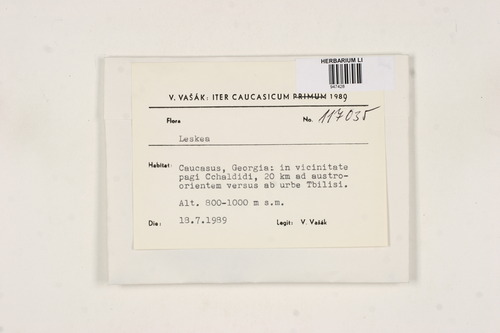 HERBARIUM LI
947428
V. VAŠÁK: ITER CAUCASICUM PRIMUM 1989
Flora No. 117035
Leskea
Habitat: Caucasus, Georgia: in vicinitate
pagi Cchaldidi, 20 km ad austro-
orientem versus ab urbe Tbilisi.
Alt. 800-1000 m s.m.
Die: 18.7.1989 Legit: V. Vašák